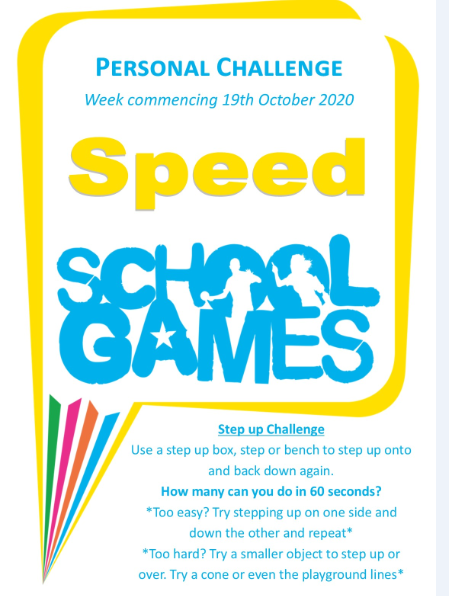 PERSONAL CHALLENGE
Week commencing 19th October 2020
Speed
SCHOOL
GAMES
Step up Challenge
Use a step up box, step or bench to step up onto
and back down again.
How many can you do in 60 seconds?
*Too easy? Try stepping up on one side and
down the other and repeat*
*Too hard? Try a smaller object to step up or
over. Try a cone or even the playground lines*